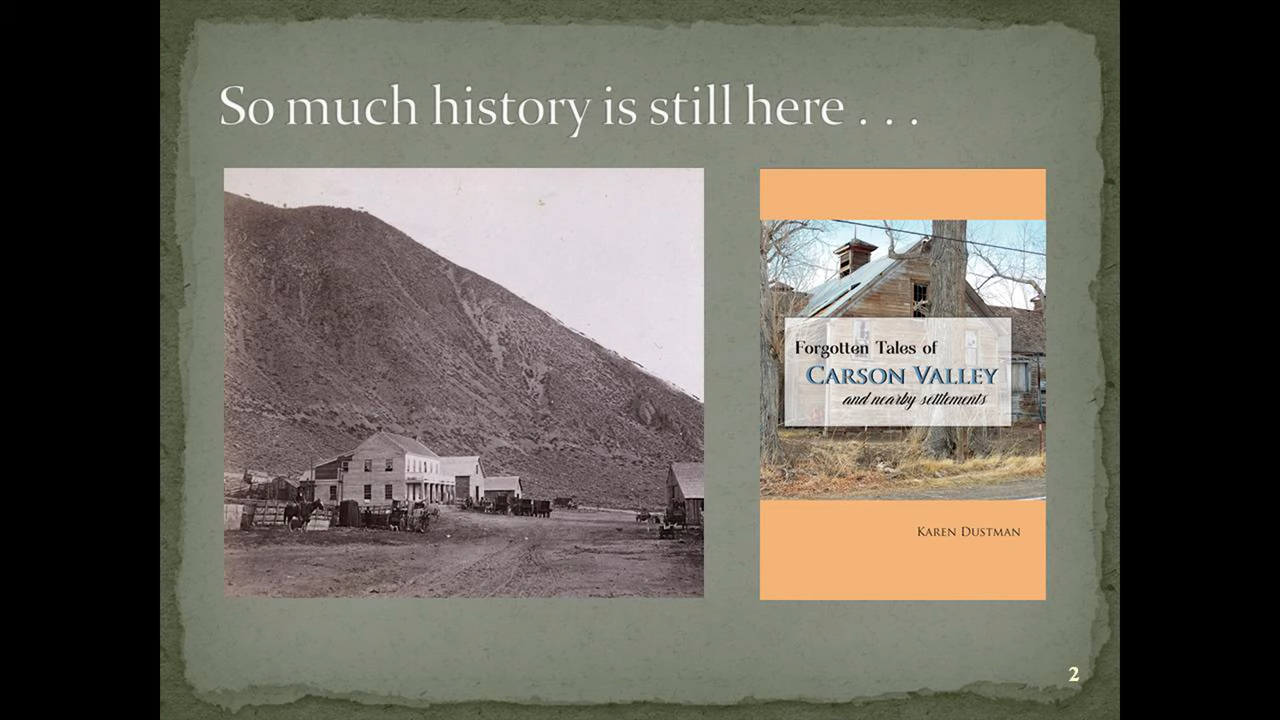 So much history is still here . . .
Forgotten Tales of
CARSON VALLEY
and nearby settlements
KAREN DUSTMAN
2